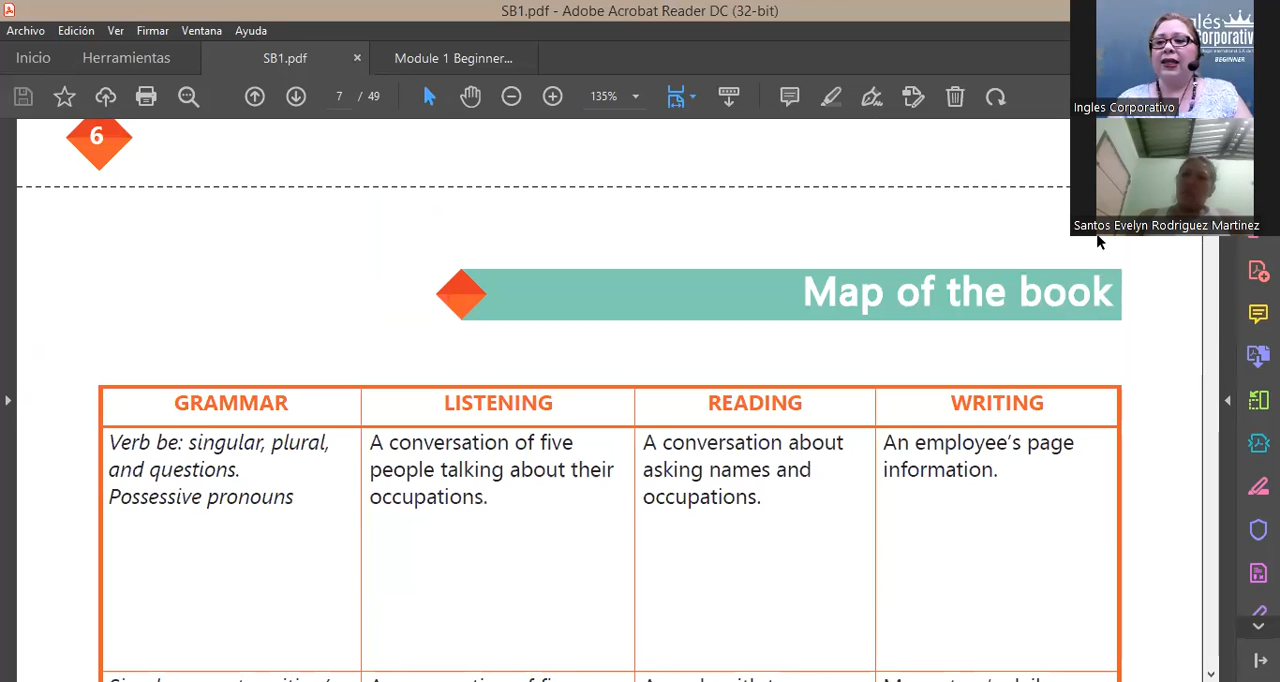 SB1.pdf - Adobe Acrobat Reader DC (32-bit)
Archivo Edición Ver Firmar Ventana Ayuda
Inicio Herramientas SB1.pdf × Module 1 Beginner...
7 / 49 135%
Inglés
Corporativo
BEGINNER
Ingles Corporativo
Santos Evelyn Rodriguez Martinez
6
Map of the book
GRAMMAR LISTENING READING WRITING
Verb be: singular, plural, A conversation of five A conversation about An employee's page
and questions. people talking about their asking names and information.
Possessive pronouns occupations. occupations.